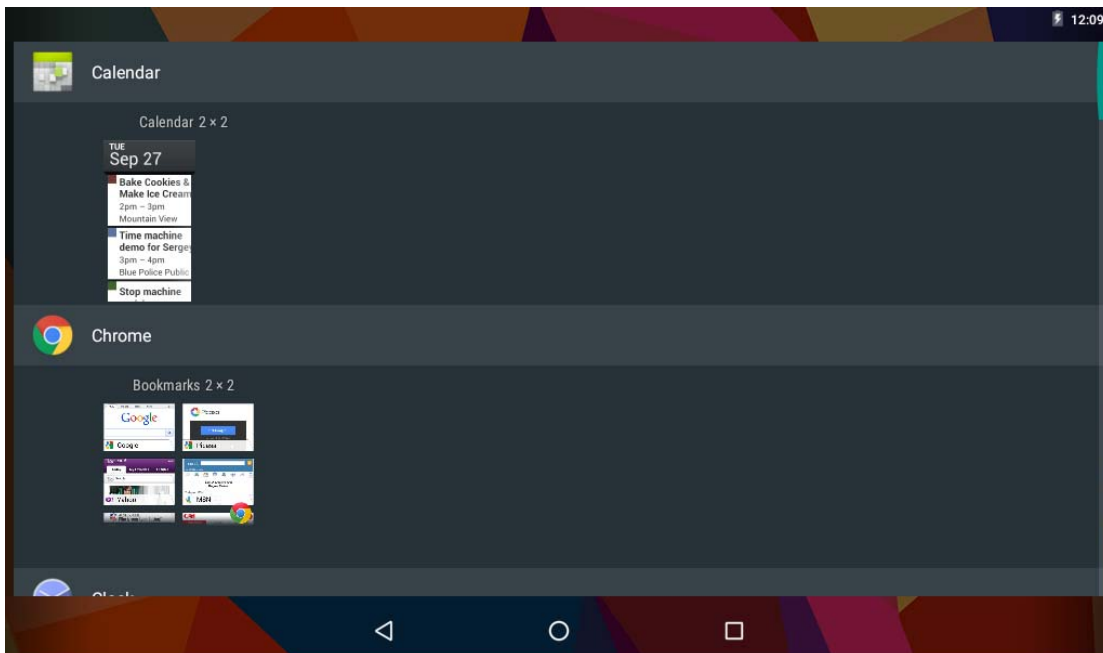 12:09
Calendar
Calendar 2 × 2
TUE
Sep 27
Bake Cookies &
Make Ice Cream
2pm – 3pm
Mountain View
Time machine
demo for Sergey
3pm – 4pm
Blue Police Public
Stop machine
Chrome
Bookmarks 2 × 2
Google
Google
Picasa
Yahoo!
MSN
Clock